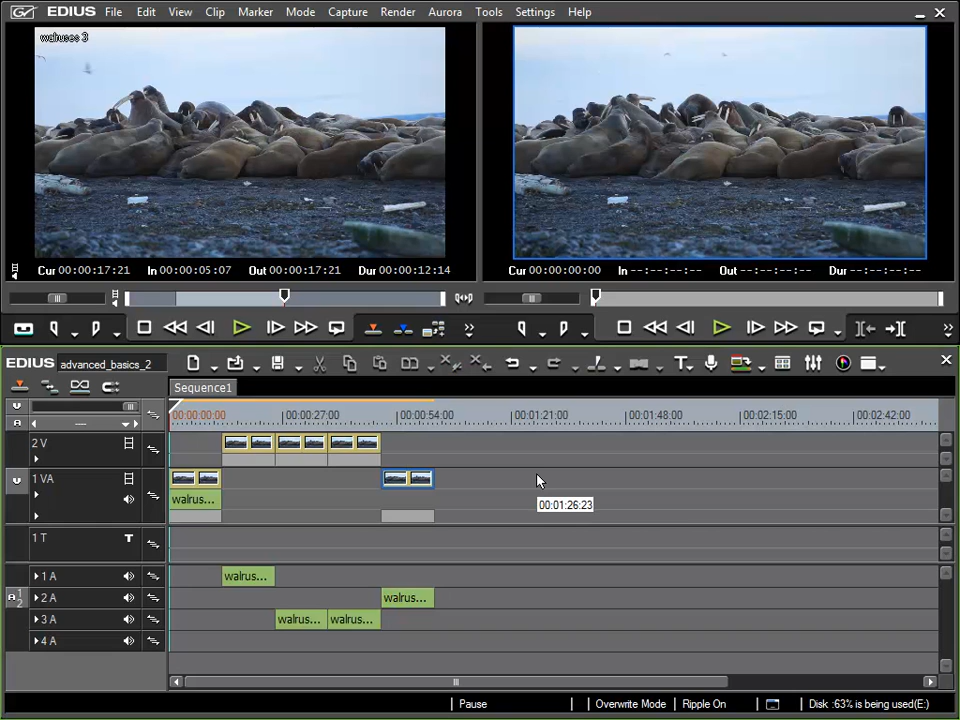 EDIUS File Edit View Clip Marker Mode Capture Render Aurora Tools Settings Help
walruses 3
Cur 00:00:17:21 In 00:00:05:07 Out 00:00:17:21 Dur 00:00:12:14
Cur 00:00:00:00 In --:--:--:-- Out --:--:--:-- Dur --:--:--:--
EDIUS advanced_basics_2
Sequence1
00:00:00:00 00:00:27:00 00:00:54:00 00:01:21:00 00:01:48:00 00:02:15:00 00:02:42:00
2 V
1 VA
walrus...
00:01:26:23
1 T T
1 A walrus...
A 1 2 2 A walrus...
3 A walrus... walrus...
4 A
Pause Overwrite Mode Ripple On Disk :63% is being used(E:)